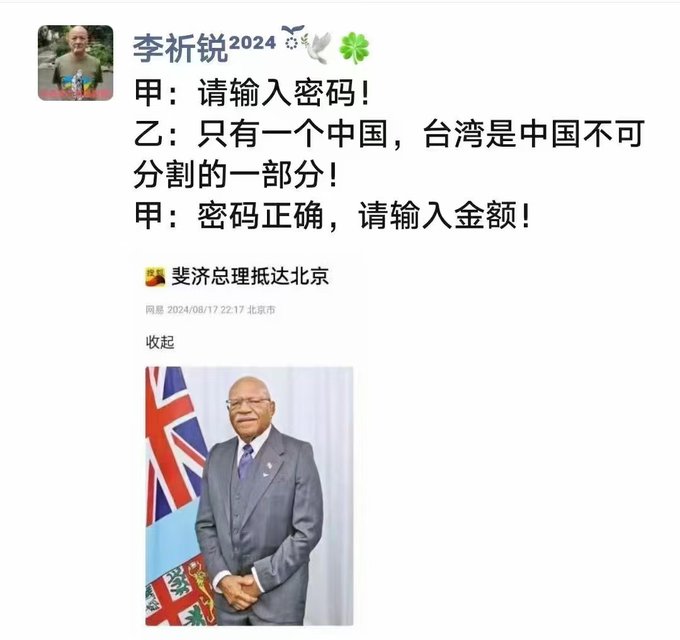 李祈锐²⁰²⁴
甲：请输入密码！
乙：只有一个中国，台湾是中国不可
分割的一部分！
甲：密码正确，请输入金额！
搜狐 斐济总理抵达北京
网易 2024/08/17 22:17 北京市
收起